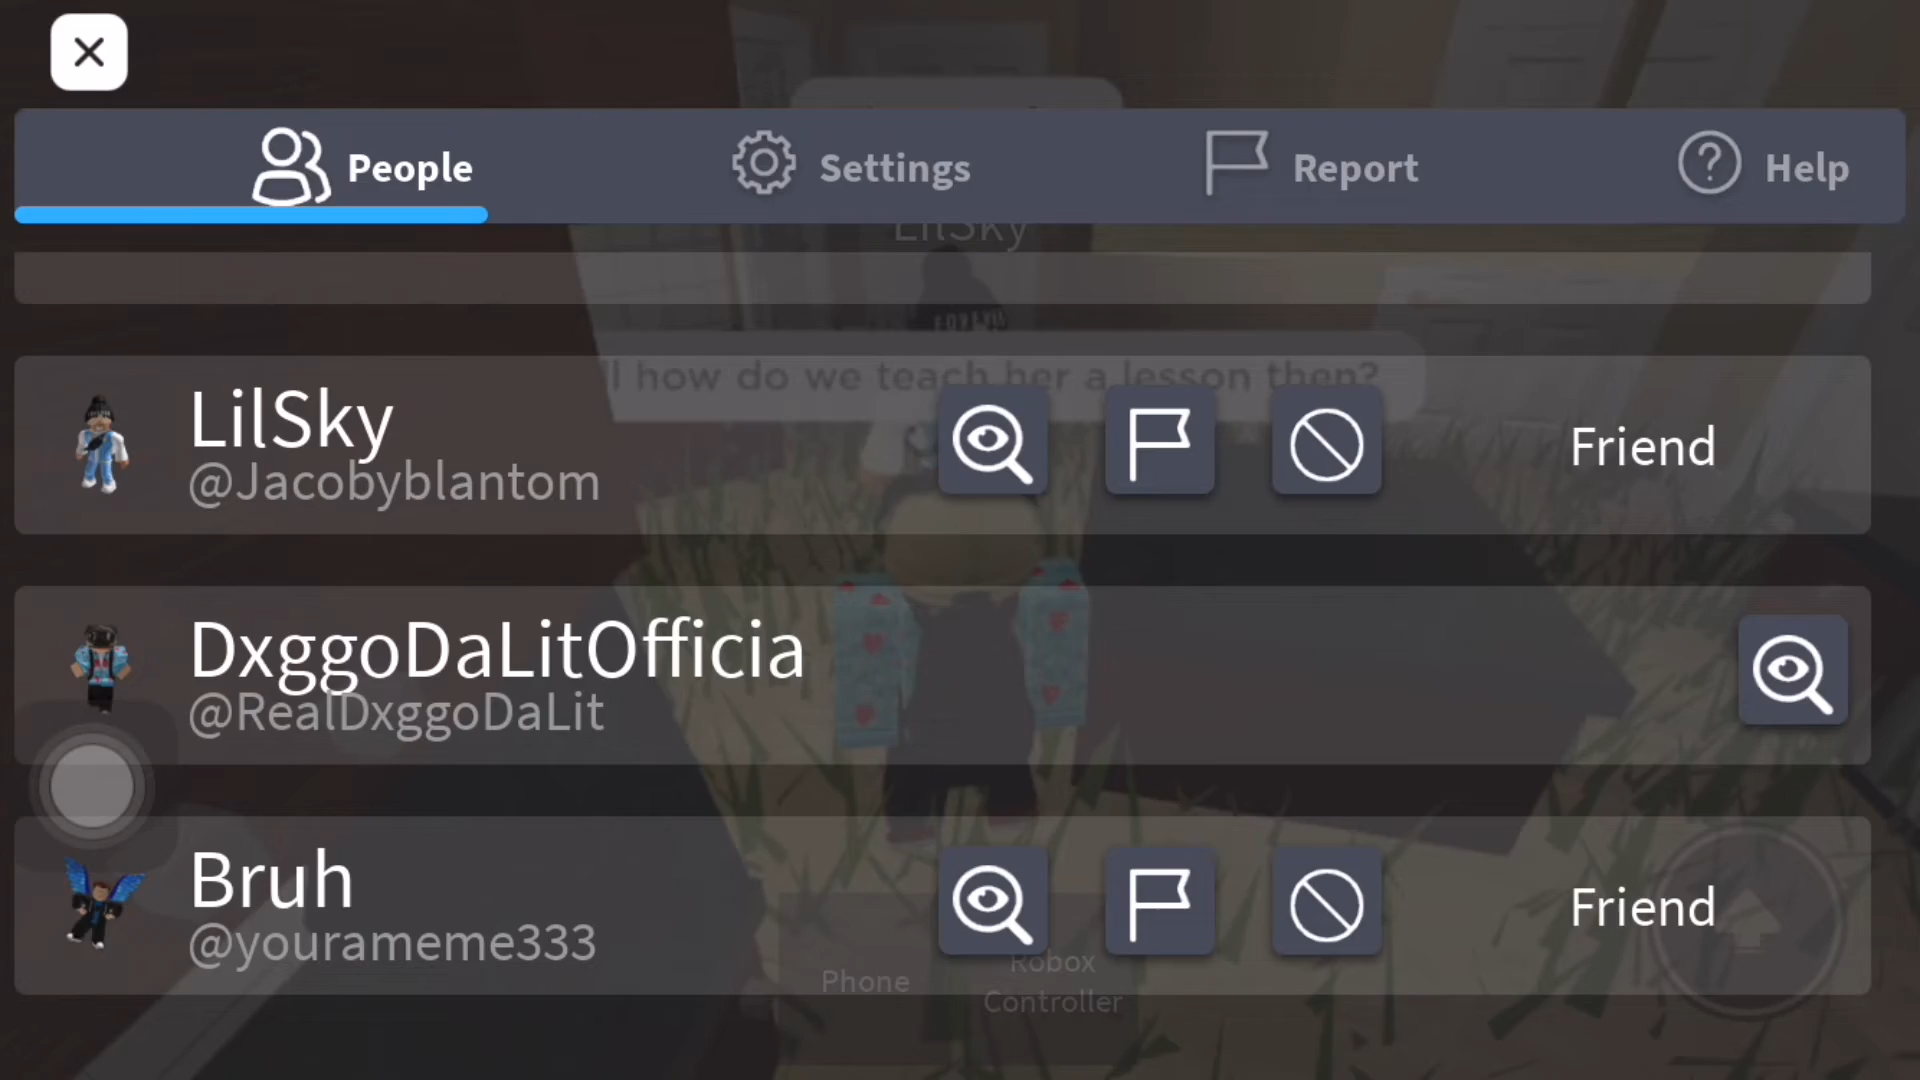 People
Settings
Report
Help
LilSky
l how do we teach her a lesson then?
LilSky
@Jacobyblantom
Friend
DxggoDaLitOfficia
@RealDxggoDaLit
Bruh
@yourameme333
Friend
Phone
Robox
Controller